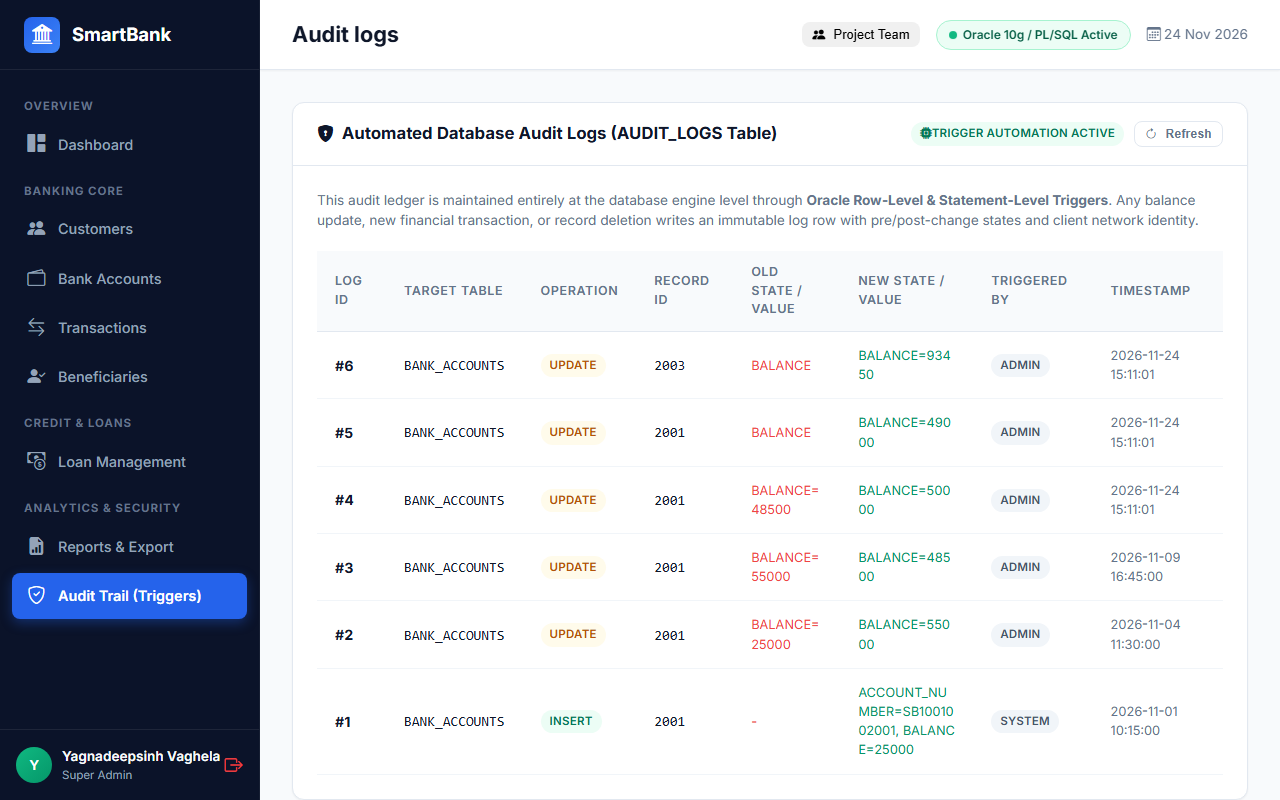 SmartBank
OVERVIEW
Dashboard
BANKING CORE
Customers
Bank Accounts
Transactions
Beneficiaries
CREDIT & LOANS
Loan Management
ANALYTICS & SECURITY
Reports & Export
Audit Trail (Triggers)
Y
Yagnadeepsinh Vaghela
Super Admin
Audit logs
Project Team
Oracle 10g / PL/SQL Active
24 Nov 2026
Automated Database Audit Logs (AUDIT_LOGS Table)
TRIGGER AUTOMATION ACTIVE
Refresh
This audit ledger is maintained entirely at the database engine level through Oracle Row-Level & Statement-Level Triggers. Any balance
update, new financial transaction, or record deletion writes an immutable log row with pre/post-change states and client network identity.
LOG
ID
TARGET TABLE
OPERATION
RECORD
ID
OLD
STATE /
VALUE
NEW STATE /
VALUE
TRIGGERED
BY
TIMESTAMP
#6
BANK_ACCOUNTS
UPDATE
2003
BALANCE
BALANCE=934
50
ADMIN
2026-11-24
15:11:01
#5
BANK_ACCOUNTS
UPDATE
2001
BALANCE
BALANCE=490
00
ADMIN
2026-11-24
15:11:01
#4
BANK_ACCOUNTS
UPDATE
2001
BALANCE=
48500
BALANCE=500
00
ADMIN
2026-11-24
15:11:01
#3
BANK_ACCOUNTS
UPDATE
2001
BALANCE=
55000
BALANCE=485
00
ADMIN
2026-11-09
16:45:00
#2
BANK_ACCOUNTS
UPDATE
2001
BALANCE=
25000
BALANCE=550
00
ADMIN
2026-11-04
11:30:00
#1
BANK_ACCOUNTS
INSERT
2001
-
ACCOUNT_NU
MBER=SB10010
02001, BALANC
E=25000
SYSTEM
2026-11-01
10:15:00